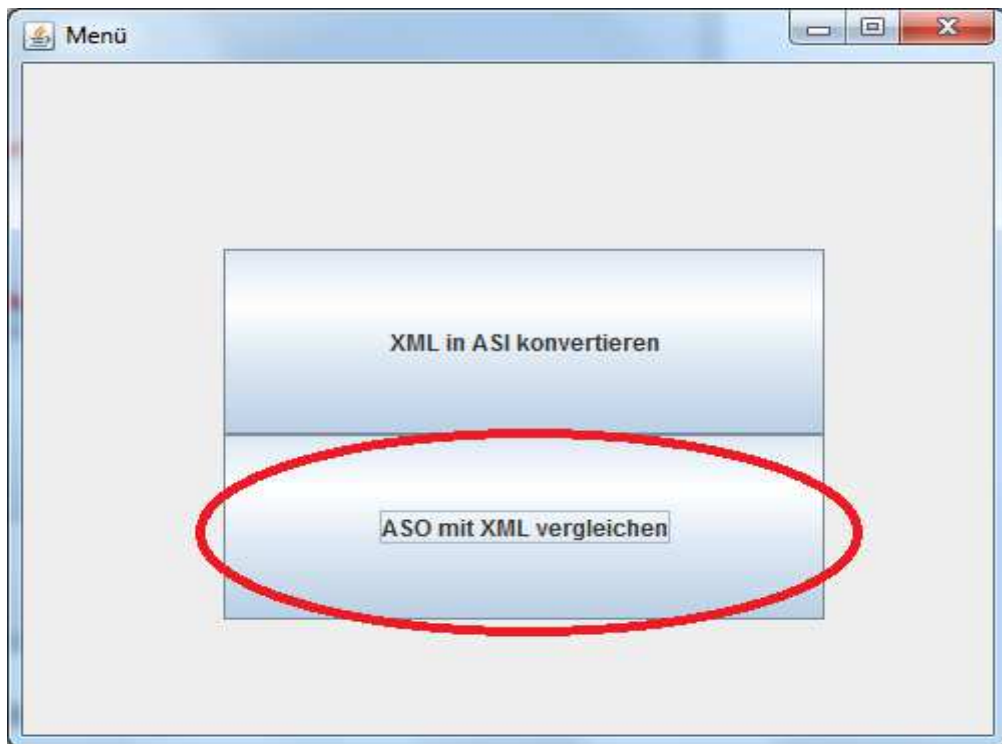 Menü
XML in ASI konvertieren
ASO mit XML vergleichen